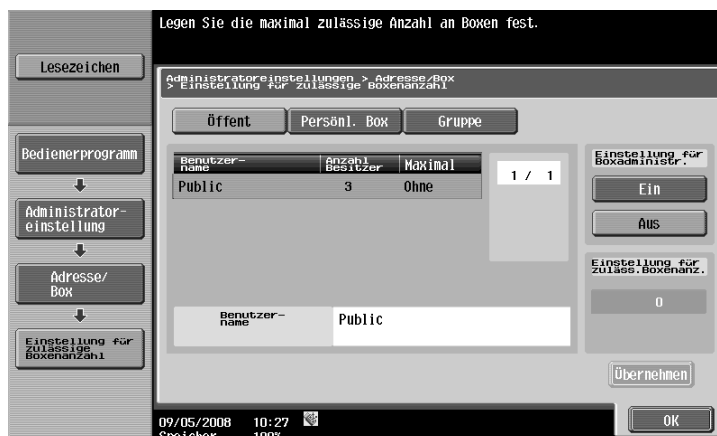 Legen Sie die maximal zulässige Anzahl an Boxen fest.
Lesezeichen
Bedienerprogramm
Administrator-
einstellung
Adresse/
Box
Einstellung für
zulässige
Boxenanzahl
Administratoreinstellungen > Adresse/Box
> Einstellung für zulässige Boxenanzahl
Öffent
Persönl. Box
Gruppe
Benutzer-
name
Anzahl
Besitzer
Maximal
Public 3 Ohne
1 / 1
Benutzer-
name
Public
Einstellung für
Boxadministr.
Ein
Aus
Einstellung für
zuläss.Boxenanz.
0
Übernehmen
09/05/2008 10:27
Speicher 100%
OK